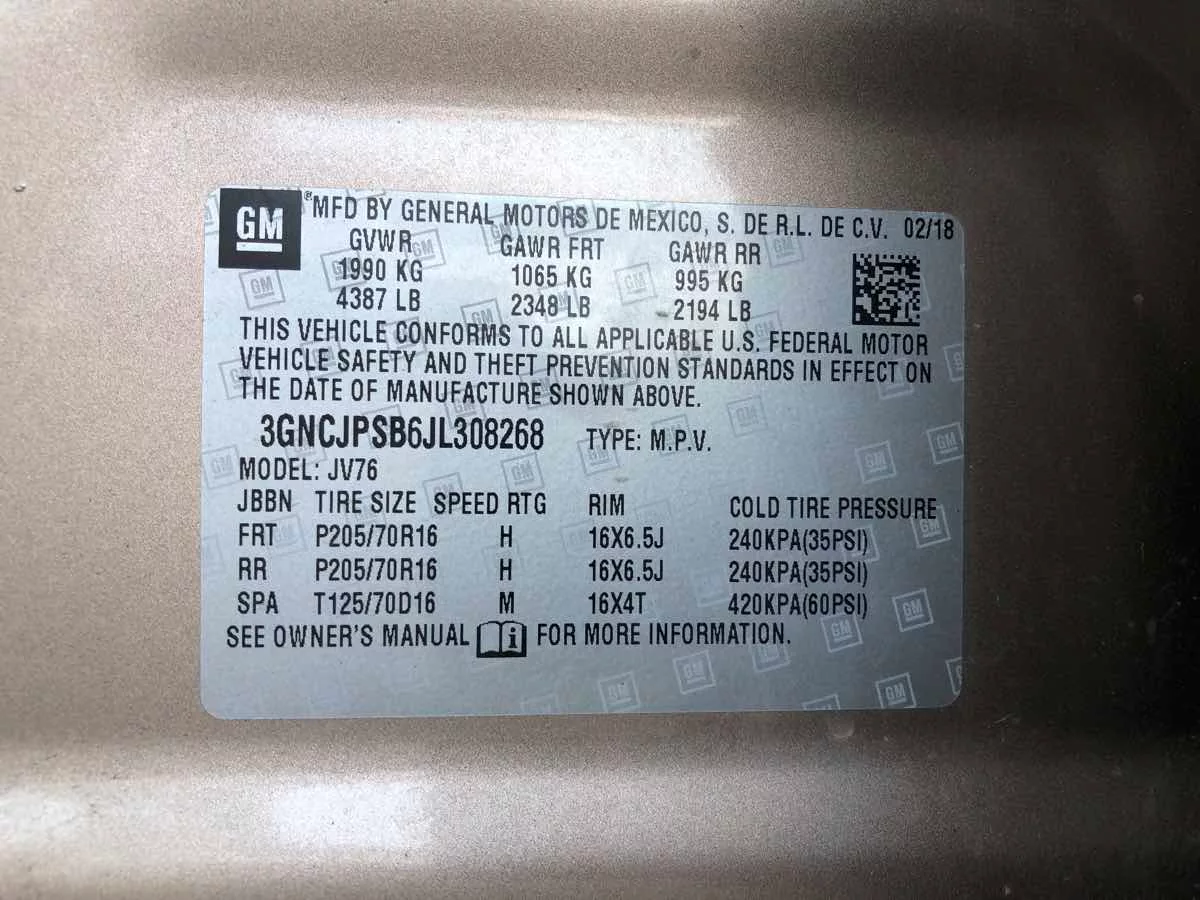 GM ® MFD BY GENERAL MOTORS DE MEXICO, S. DE R.L. DE C.V. 02/18
GVWR GAWR FRT GAWR RR
1990 KG 1065 KG 995 KG
4387 LB 2348 LB 2194 LB
THIS VEHICLE CONFORMS TO ALL APPLICABLE U.S. FEDERAL MOTOR
VEHICLE SAFETY AND THEFT PREVENTION STANDARDS IN EFFECT ON
THE DATE OF MANUFACTURE SHOWN ABOVE.
3GNCJPSB6JL308268 TYPE: M.P.V.
MODEL: JV76
JBBN TIRE SIZE SPEED RTG RIM COLD TIRE PRESSURE
FRT P205/70R16 H 16X6.5J 240KPA(35PSI)
RR P205/70R16 H 16X6.5J 240KPA(35PSI)
SPA T125/70D16 M 16X4T 420KPA(60PSI)
SEE OWNER'S MANUAL i FOR MORE INFORMATION.